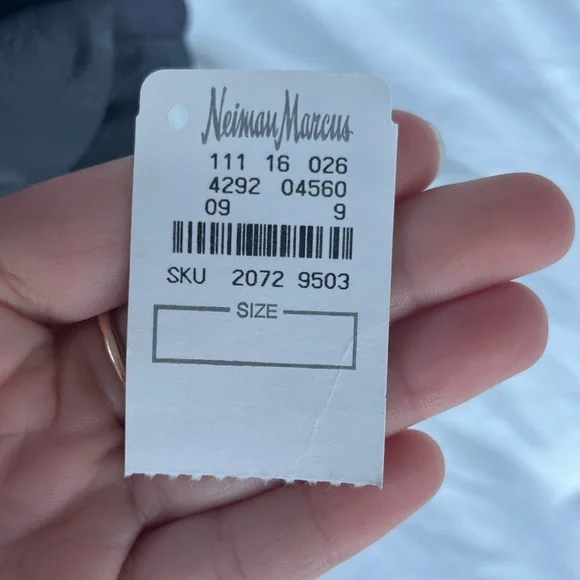 Neiman Marcus
111 16 026
4292 04560
09 9
SKU 2072 9503
SIZE